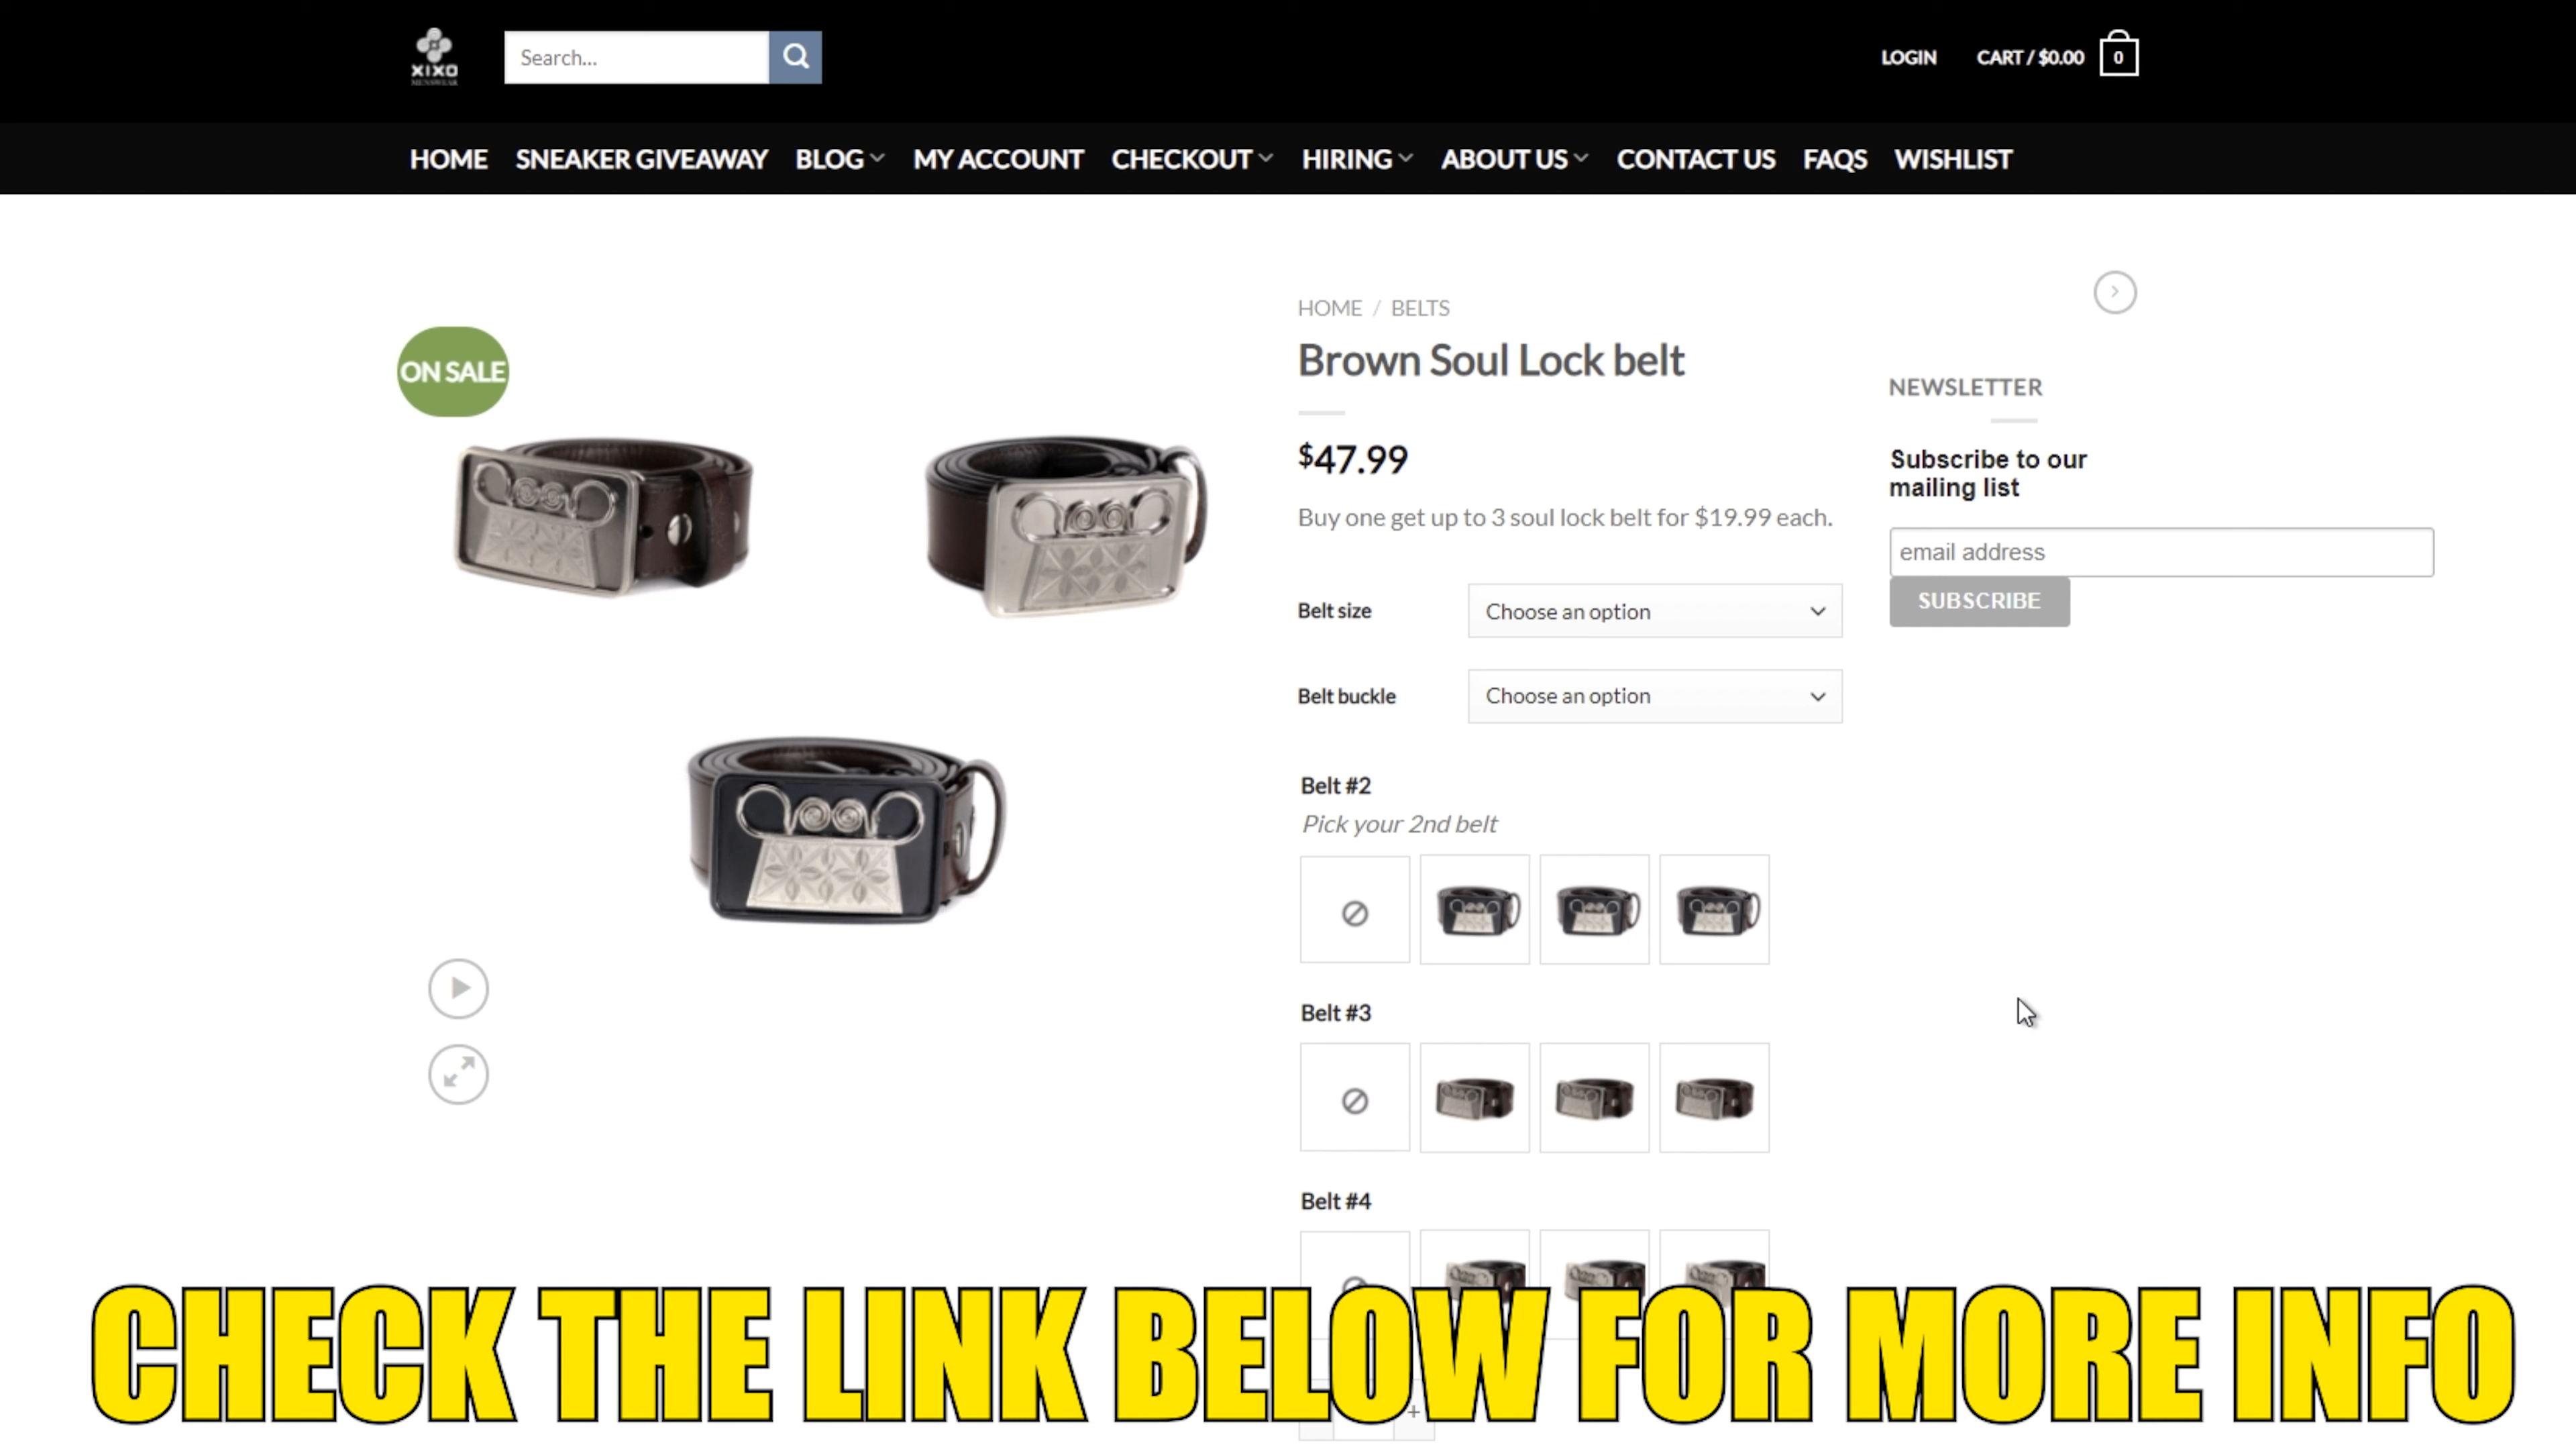 XIXO
MENSWEAR
Search...
LOGIN
CART / $0.00
0
HOME
SNEAKER GIVEAWAY
BLOG
MY ACCOUNT
CHECKOUT
HIRING
ABOUT US
CONTACT US
FAQS
WISHLIST
ON SALE
HOME / BELTS
Brown Soul Lock belt
$47.99
Buy one get up to 3 soul lock belt for $19.99 each.
Belt size
Choose an option
Belt buckle
Choose an option
Belt #2
Pick your 2nd belt
Belt #3
Belt #4
+
NEWSLETTER
Subscribe to our
mailing list
email address
SUBSCRIBE
CHECK THE LINK BELOW FOR MORE INFO